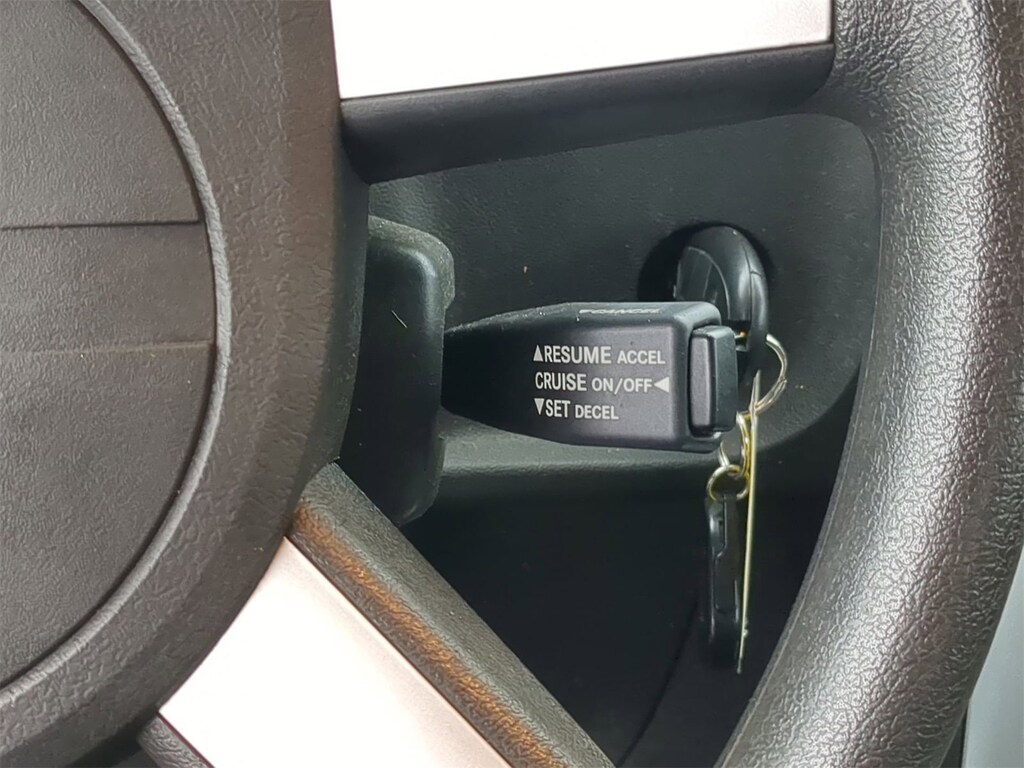 ▲RESUME ACCEL
CRUISE ON/OFF◀
▼SET DECEL